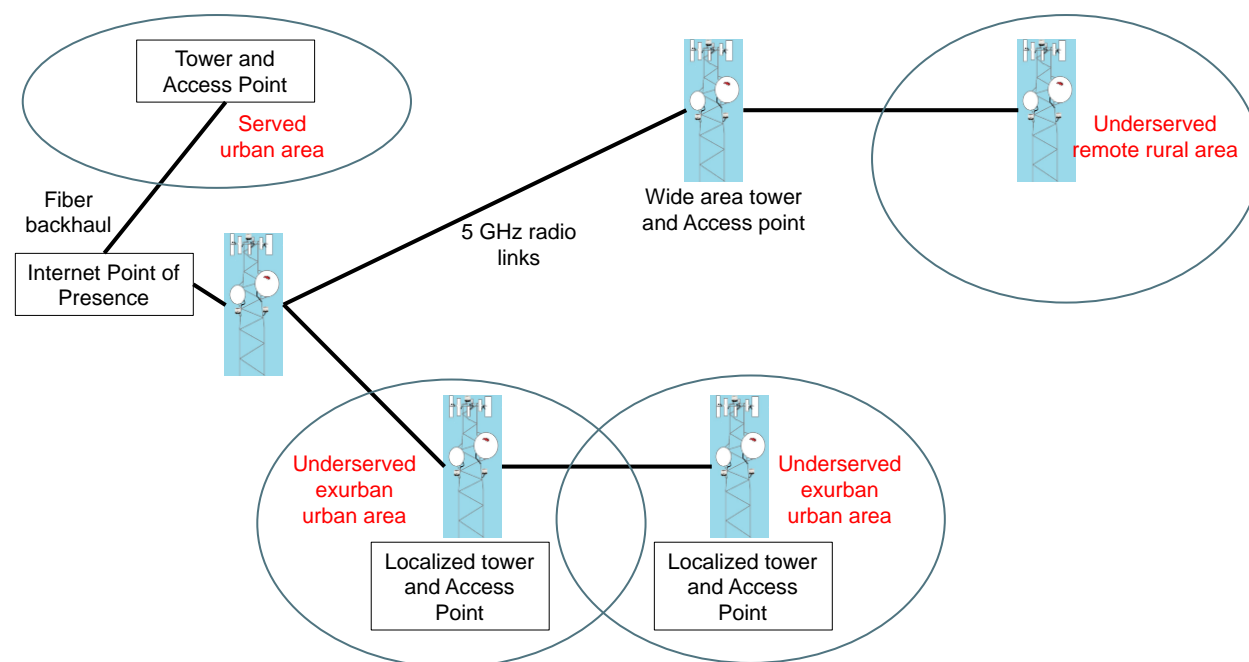 Tower and
Access Point
Served
urban area
Fiber
backhaul
Internet Point of
Presence
5 GHz radio
links
Wide area tower
and Access point
Underserved
remote rural area
Underserved
exurban
urban area
Localized tower
and Access
Point
Underserved
exurban
urban area
Localized tower
and Access
Point